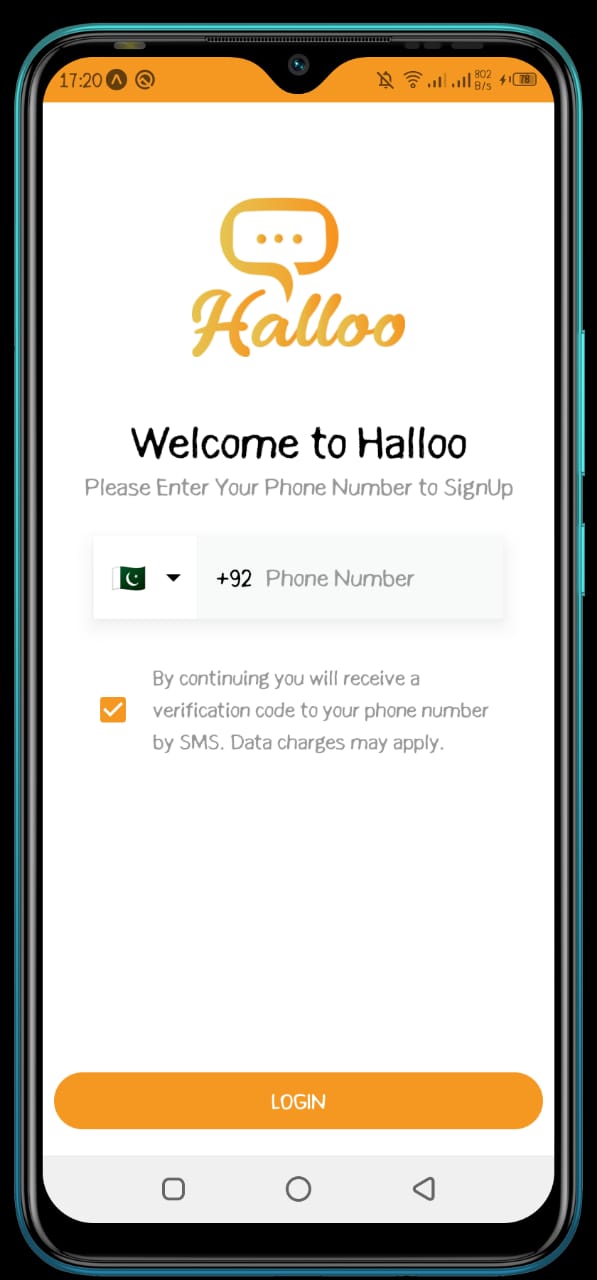 17:20 802 B/s 78
Halloo
Welcome to Halloo
Please Enter Your Phone Number to SignUp
+92 Phone Number
By continuing you will receive a
verification code to your phone number
by SMS. Data charges may apply.
LOGIN